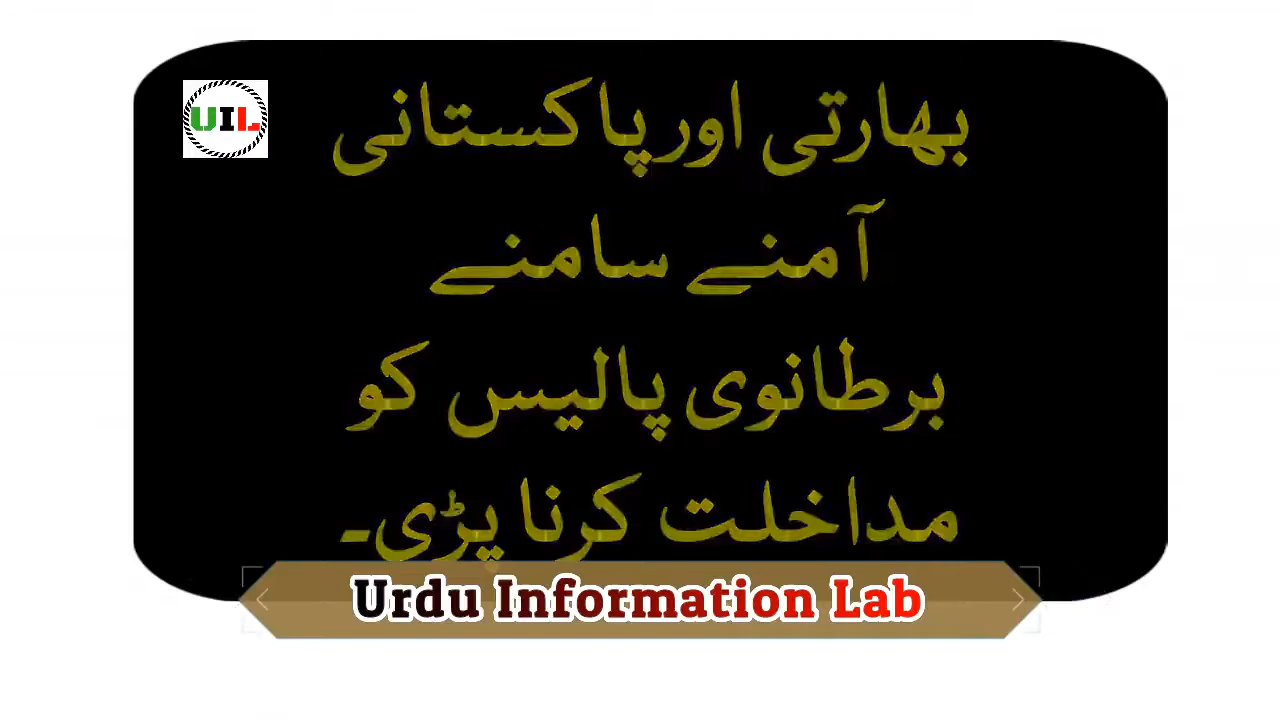 UIL
بھارتی اور پاکستانی
آمنے سامنے
برطانوی پالیس کو
مداخلت کرنا پڑی۔
Urdu Information Lab